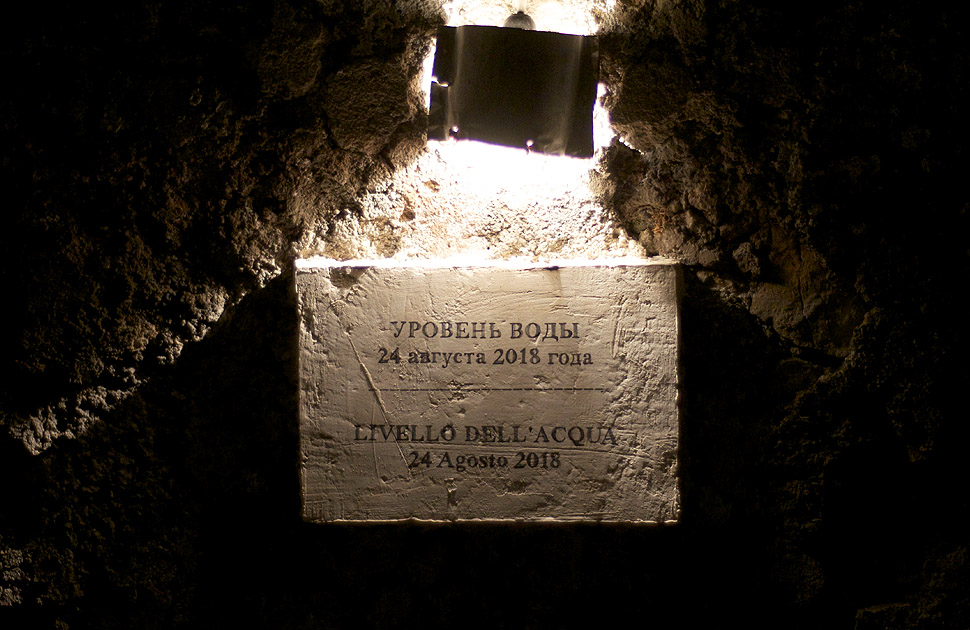 УРОВЕНЬ ВОДЫ
24 августа 2018 года
LIVELLO DELL'ACQUA
24 Agosto 2018